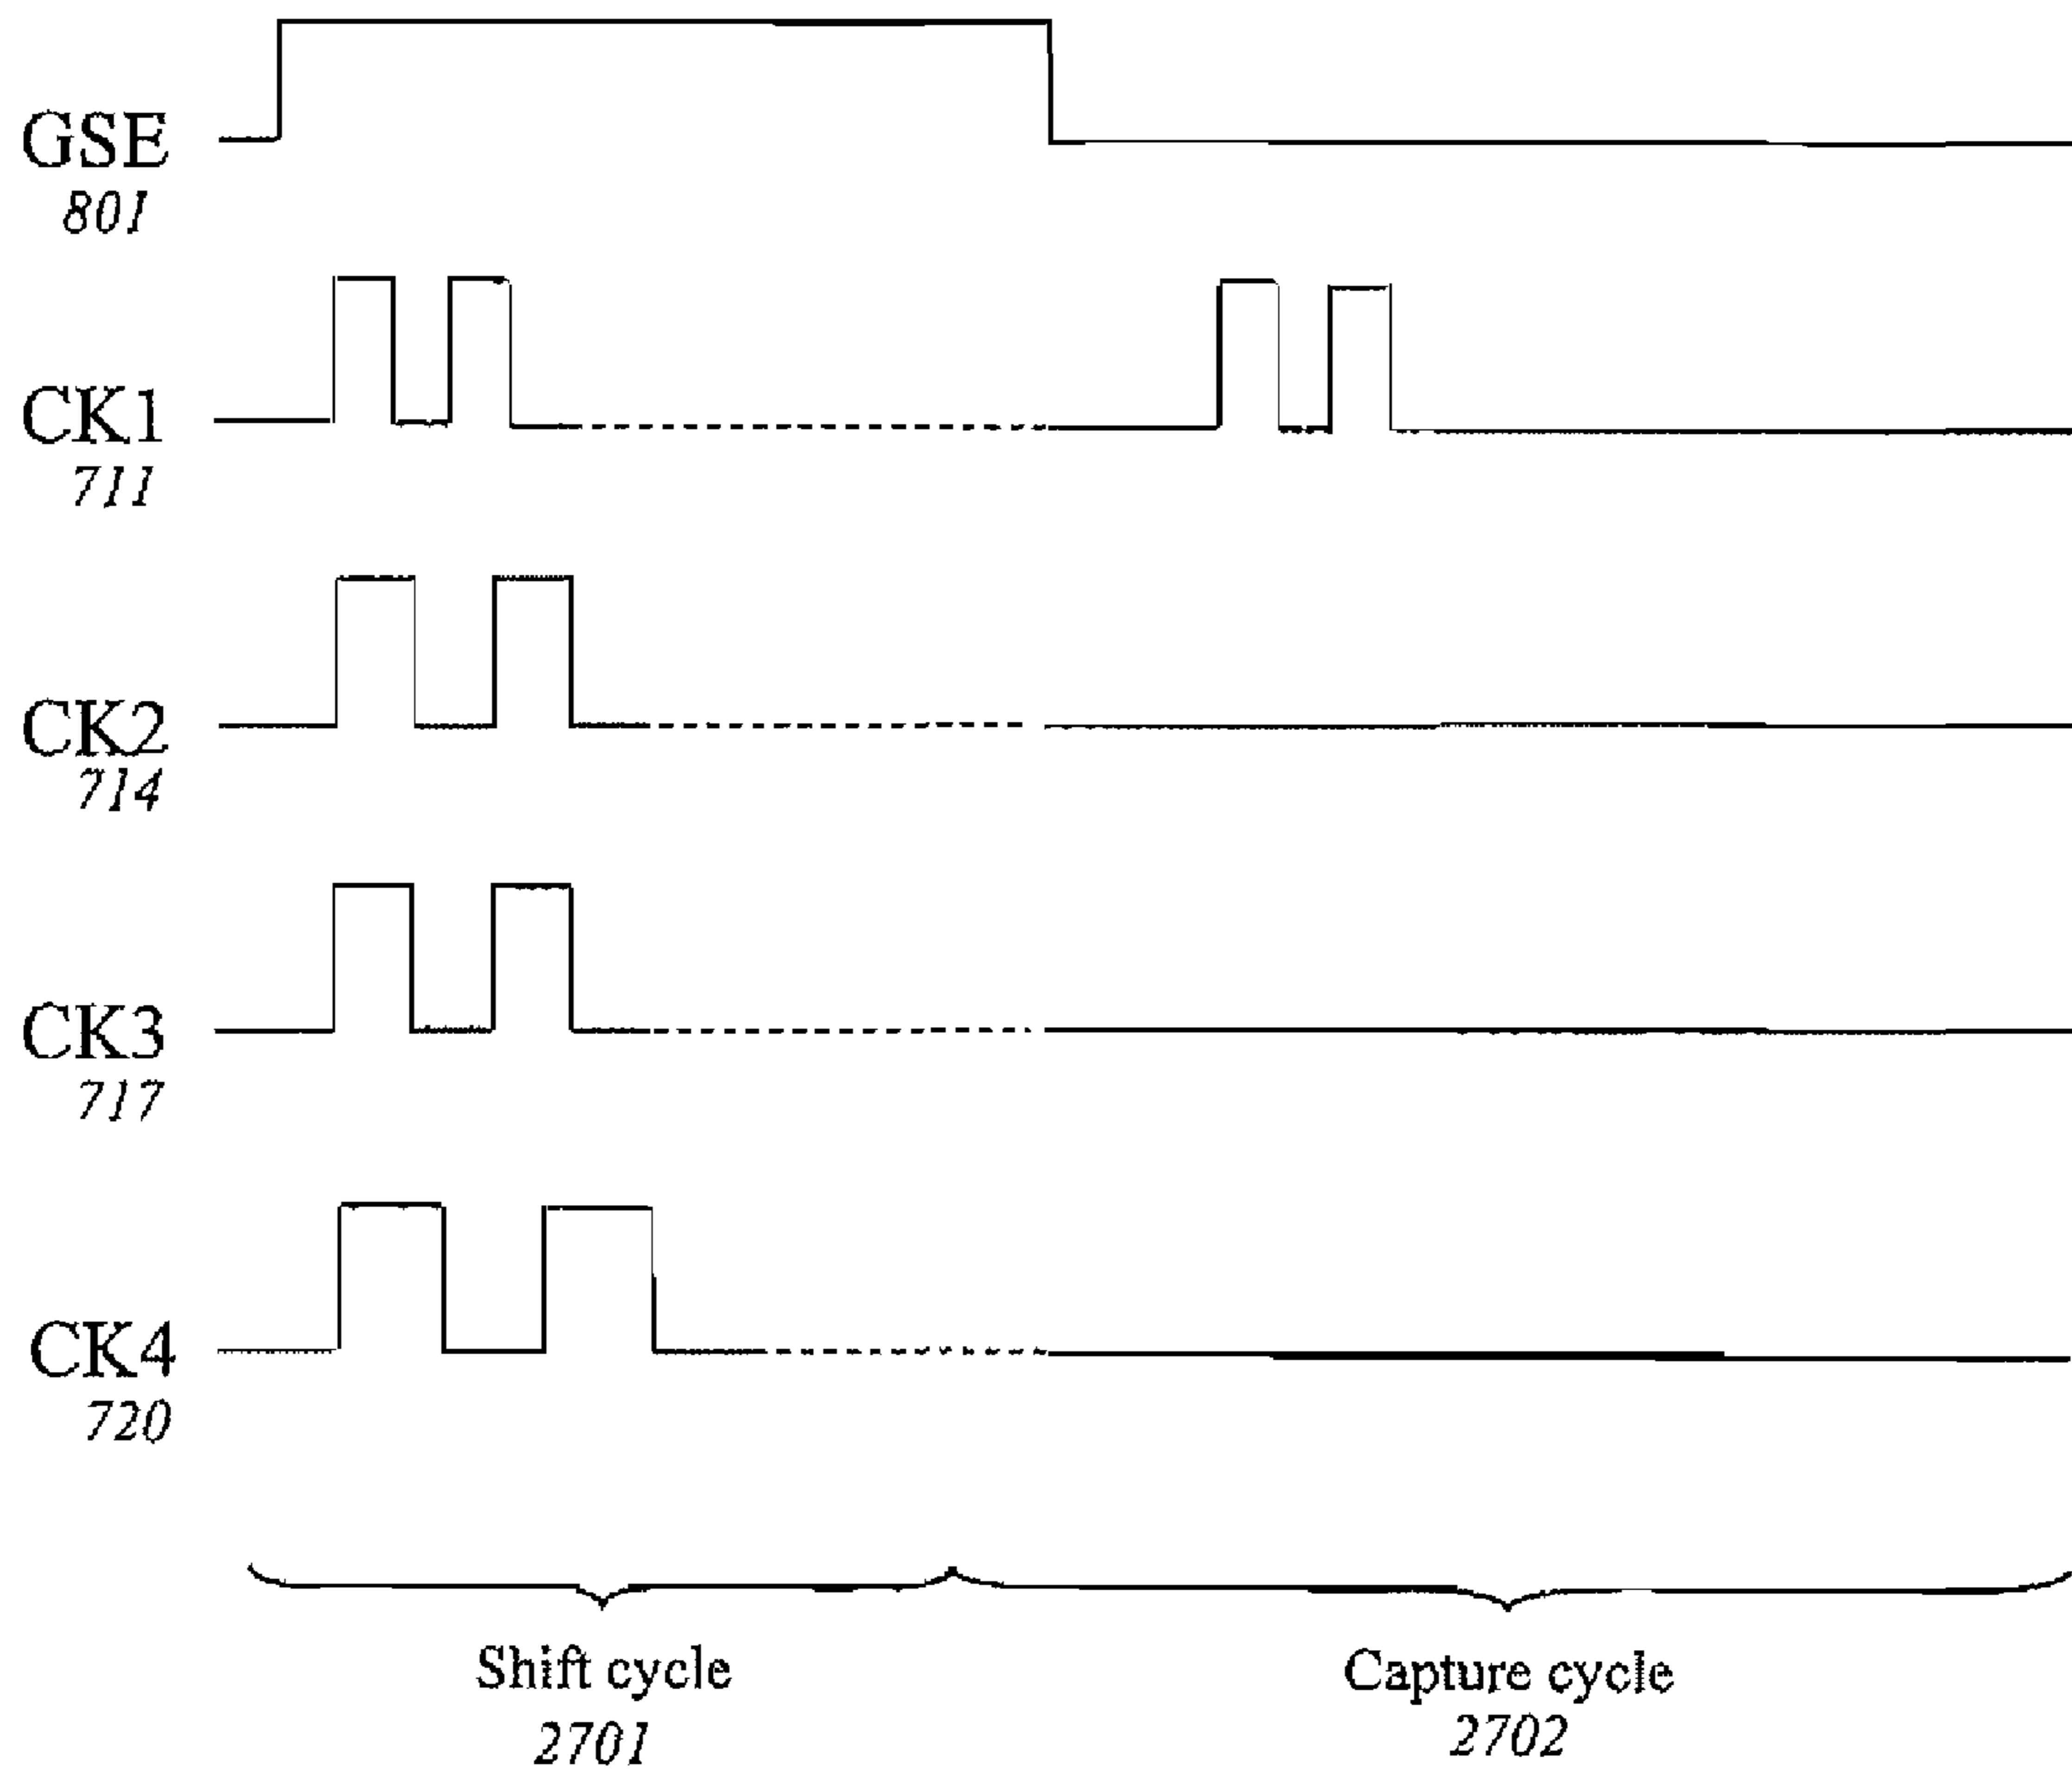 GSE
801
CK1
711
CK2
714
CK3
717
CK4
720
Shift cycle
2701
Capture cycle
2702